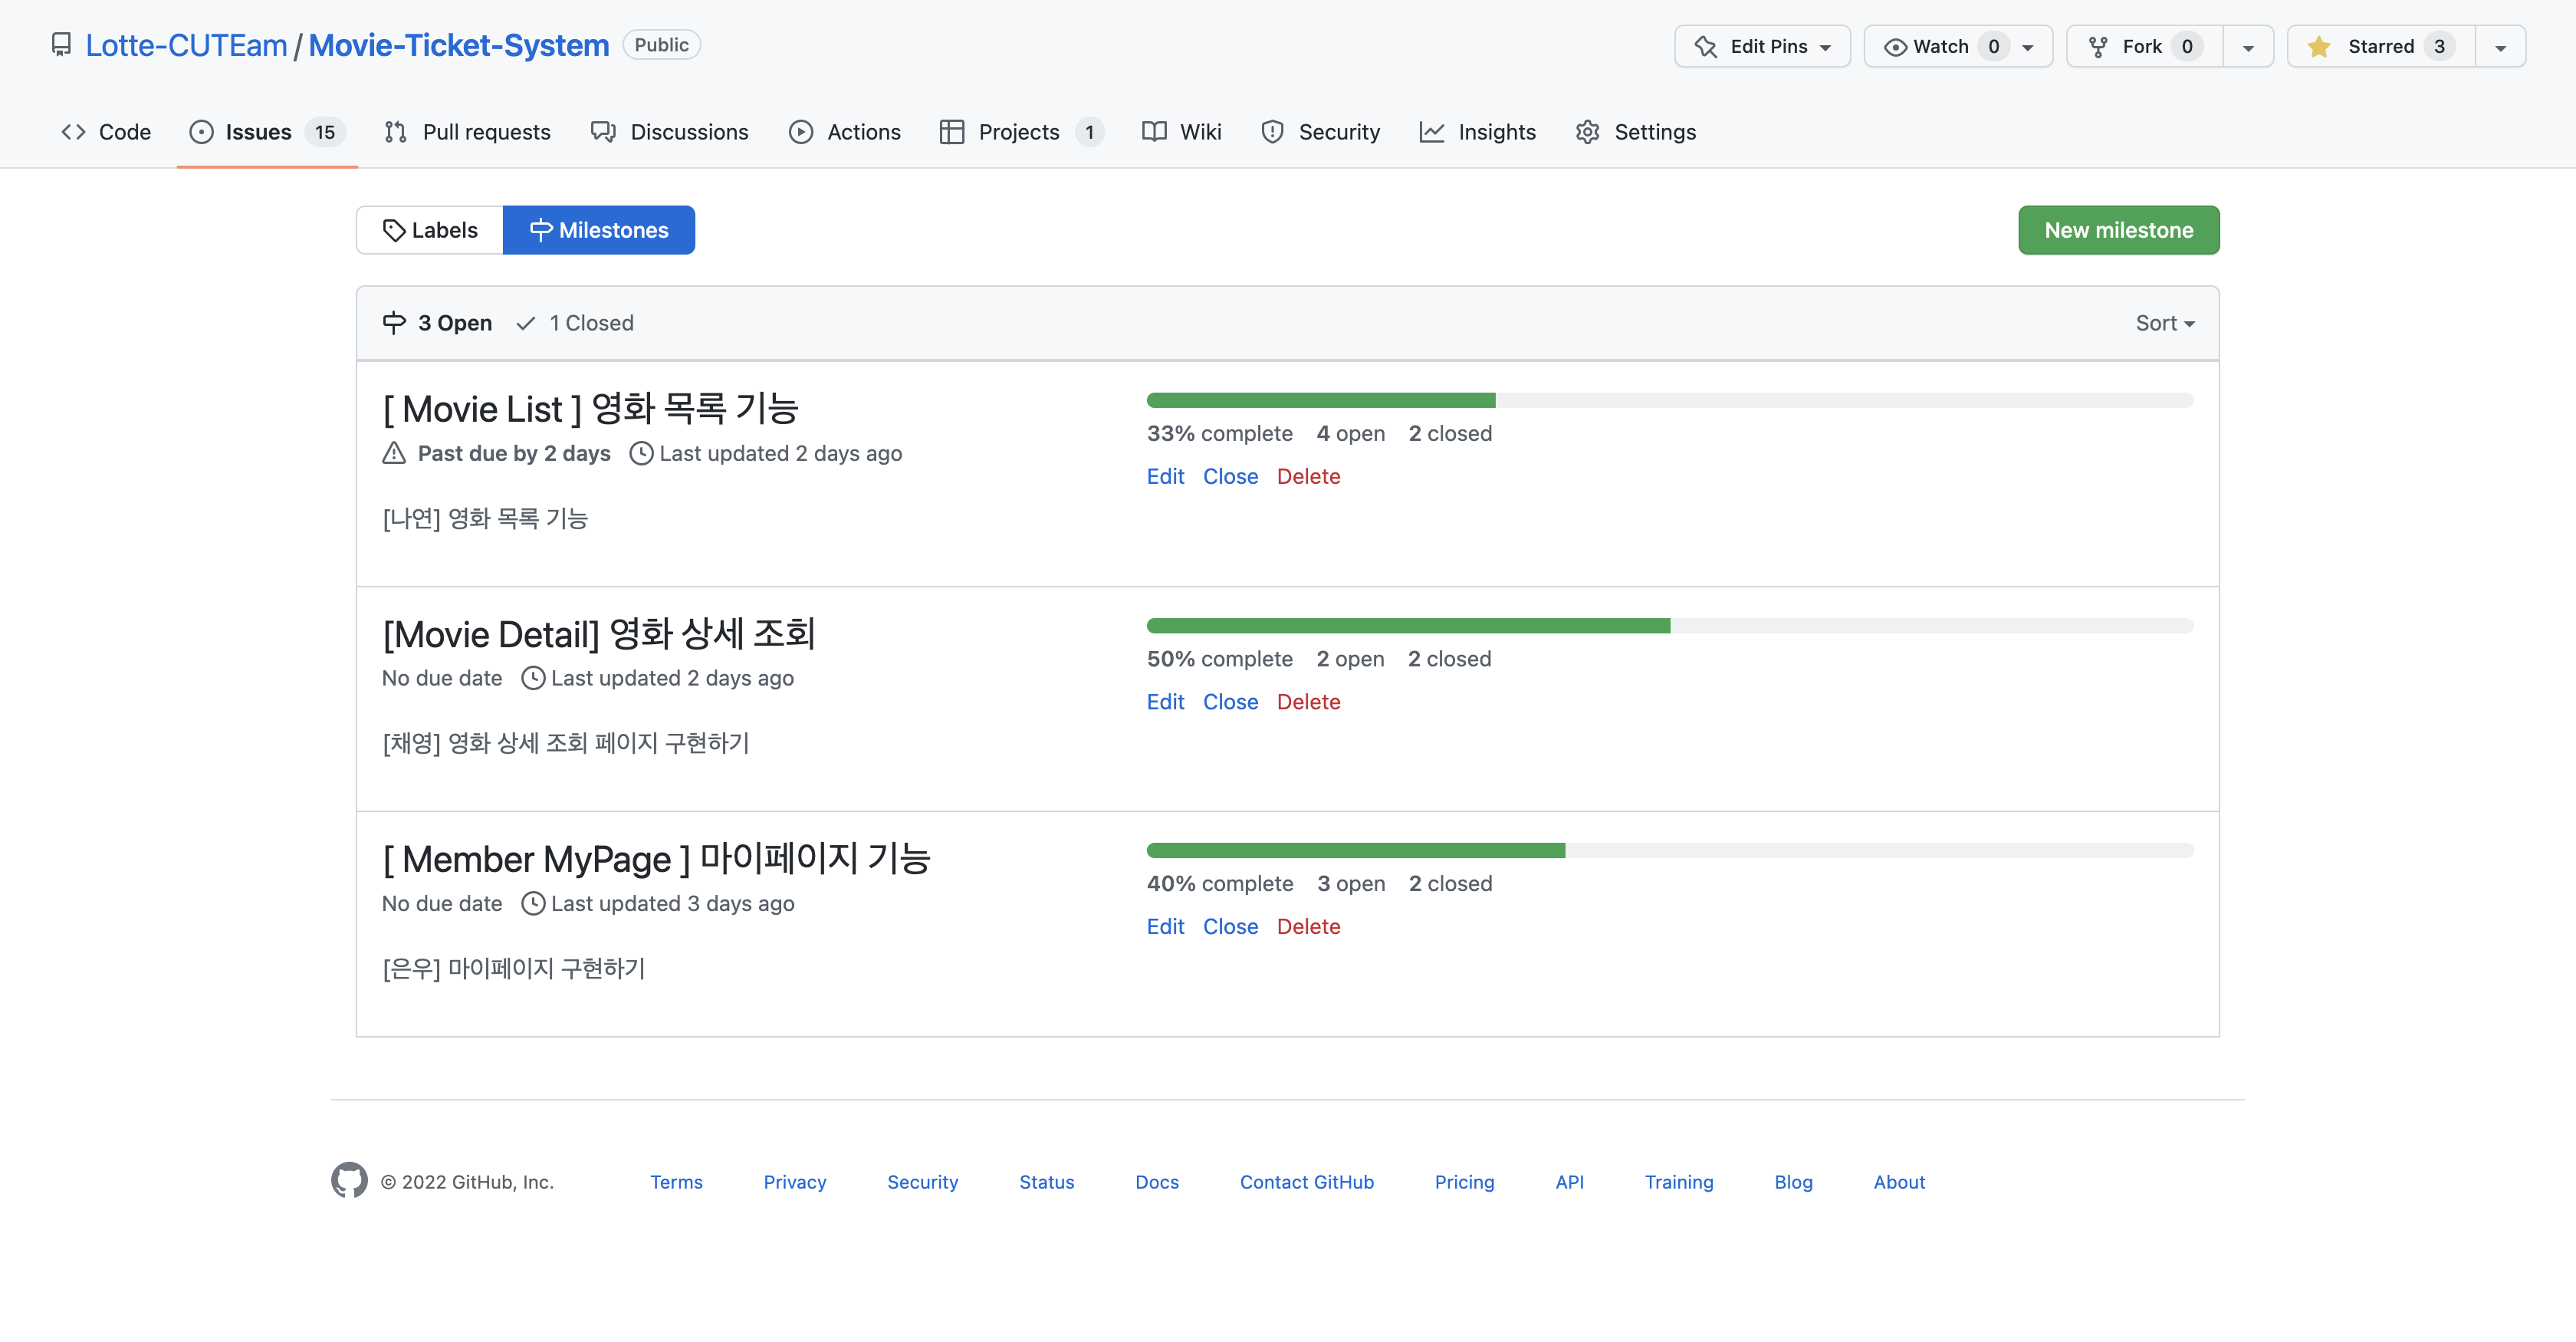 Lotte-CUTEam / Movie-Ticket-System Public Edit Pins Watch 0 Fork 0 Starred 3
Code Issues 15 Pull requests Discussions Actions Projects 1 Wiki Security Insights Settings
Labels Milestones New milestone
3 Open 1 Closed Sort
[ Movie List ] 영화 목록 기능
Past due by 2 days Last updated 2 days ago
[나연] 영화 목록 기능
33% complete 4 open 2 closed
Edit Close Delete
[Movie Detail] 영화 상세 조회
No due date Last updated 2 days ago
[채영] 영화 상세 조회 페이지 구현하기
50% complete 2 open 2 closed
Edit Close Delete
[ Member MyPage ] 마이페이지 기능
No due date Last updated 3 days ago
[은우] 마이페이지 구현하기
40% complete 3 open 2 closed
Edit Close Delete
© 2022 GitHub, Inc. Terms Privacy Security Status Docs Contact GitHub Pricing API Training Blog About